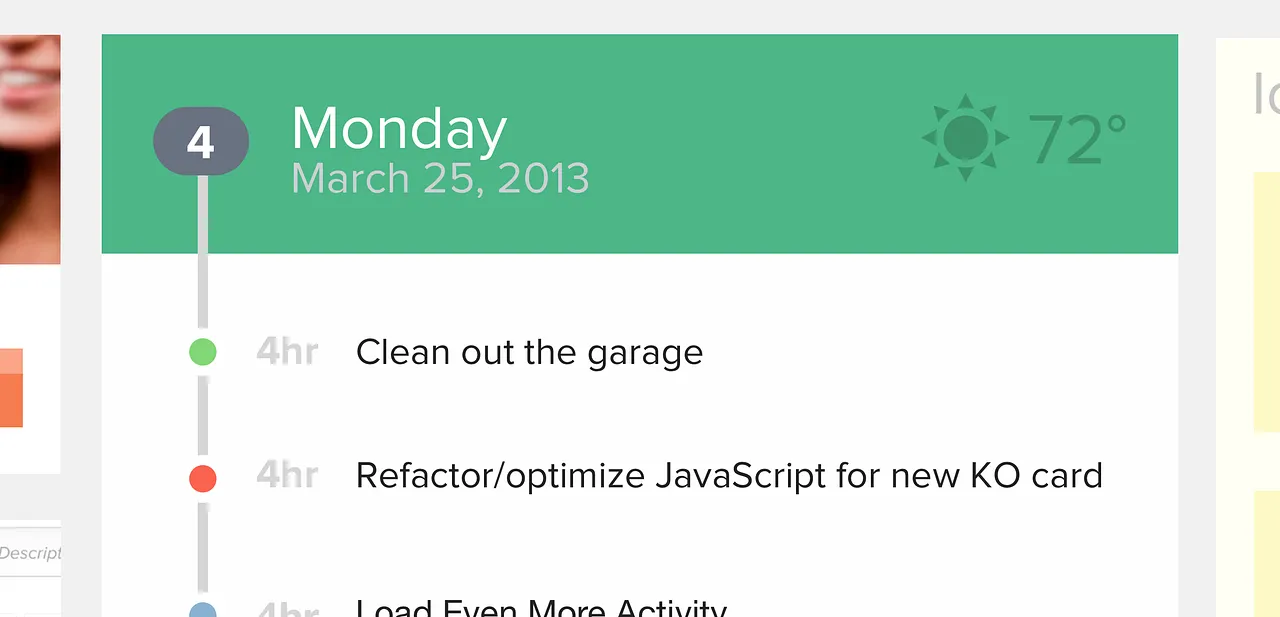 4
Monday
March 25, 2013
72°
4hr Clean out the garage
4hr Refactor/optimize JavaScript for new KO card
4hr Load Even More Activity